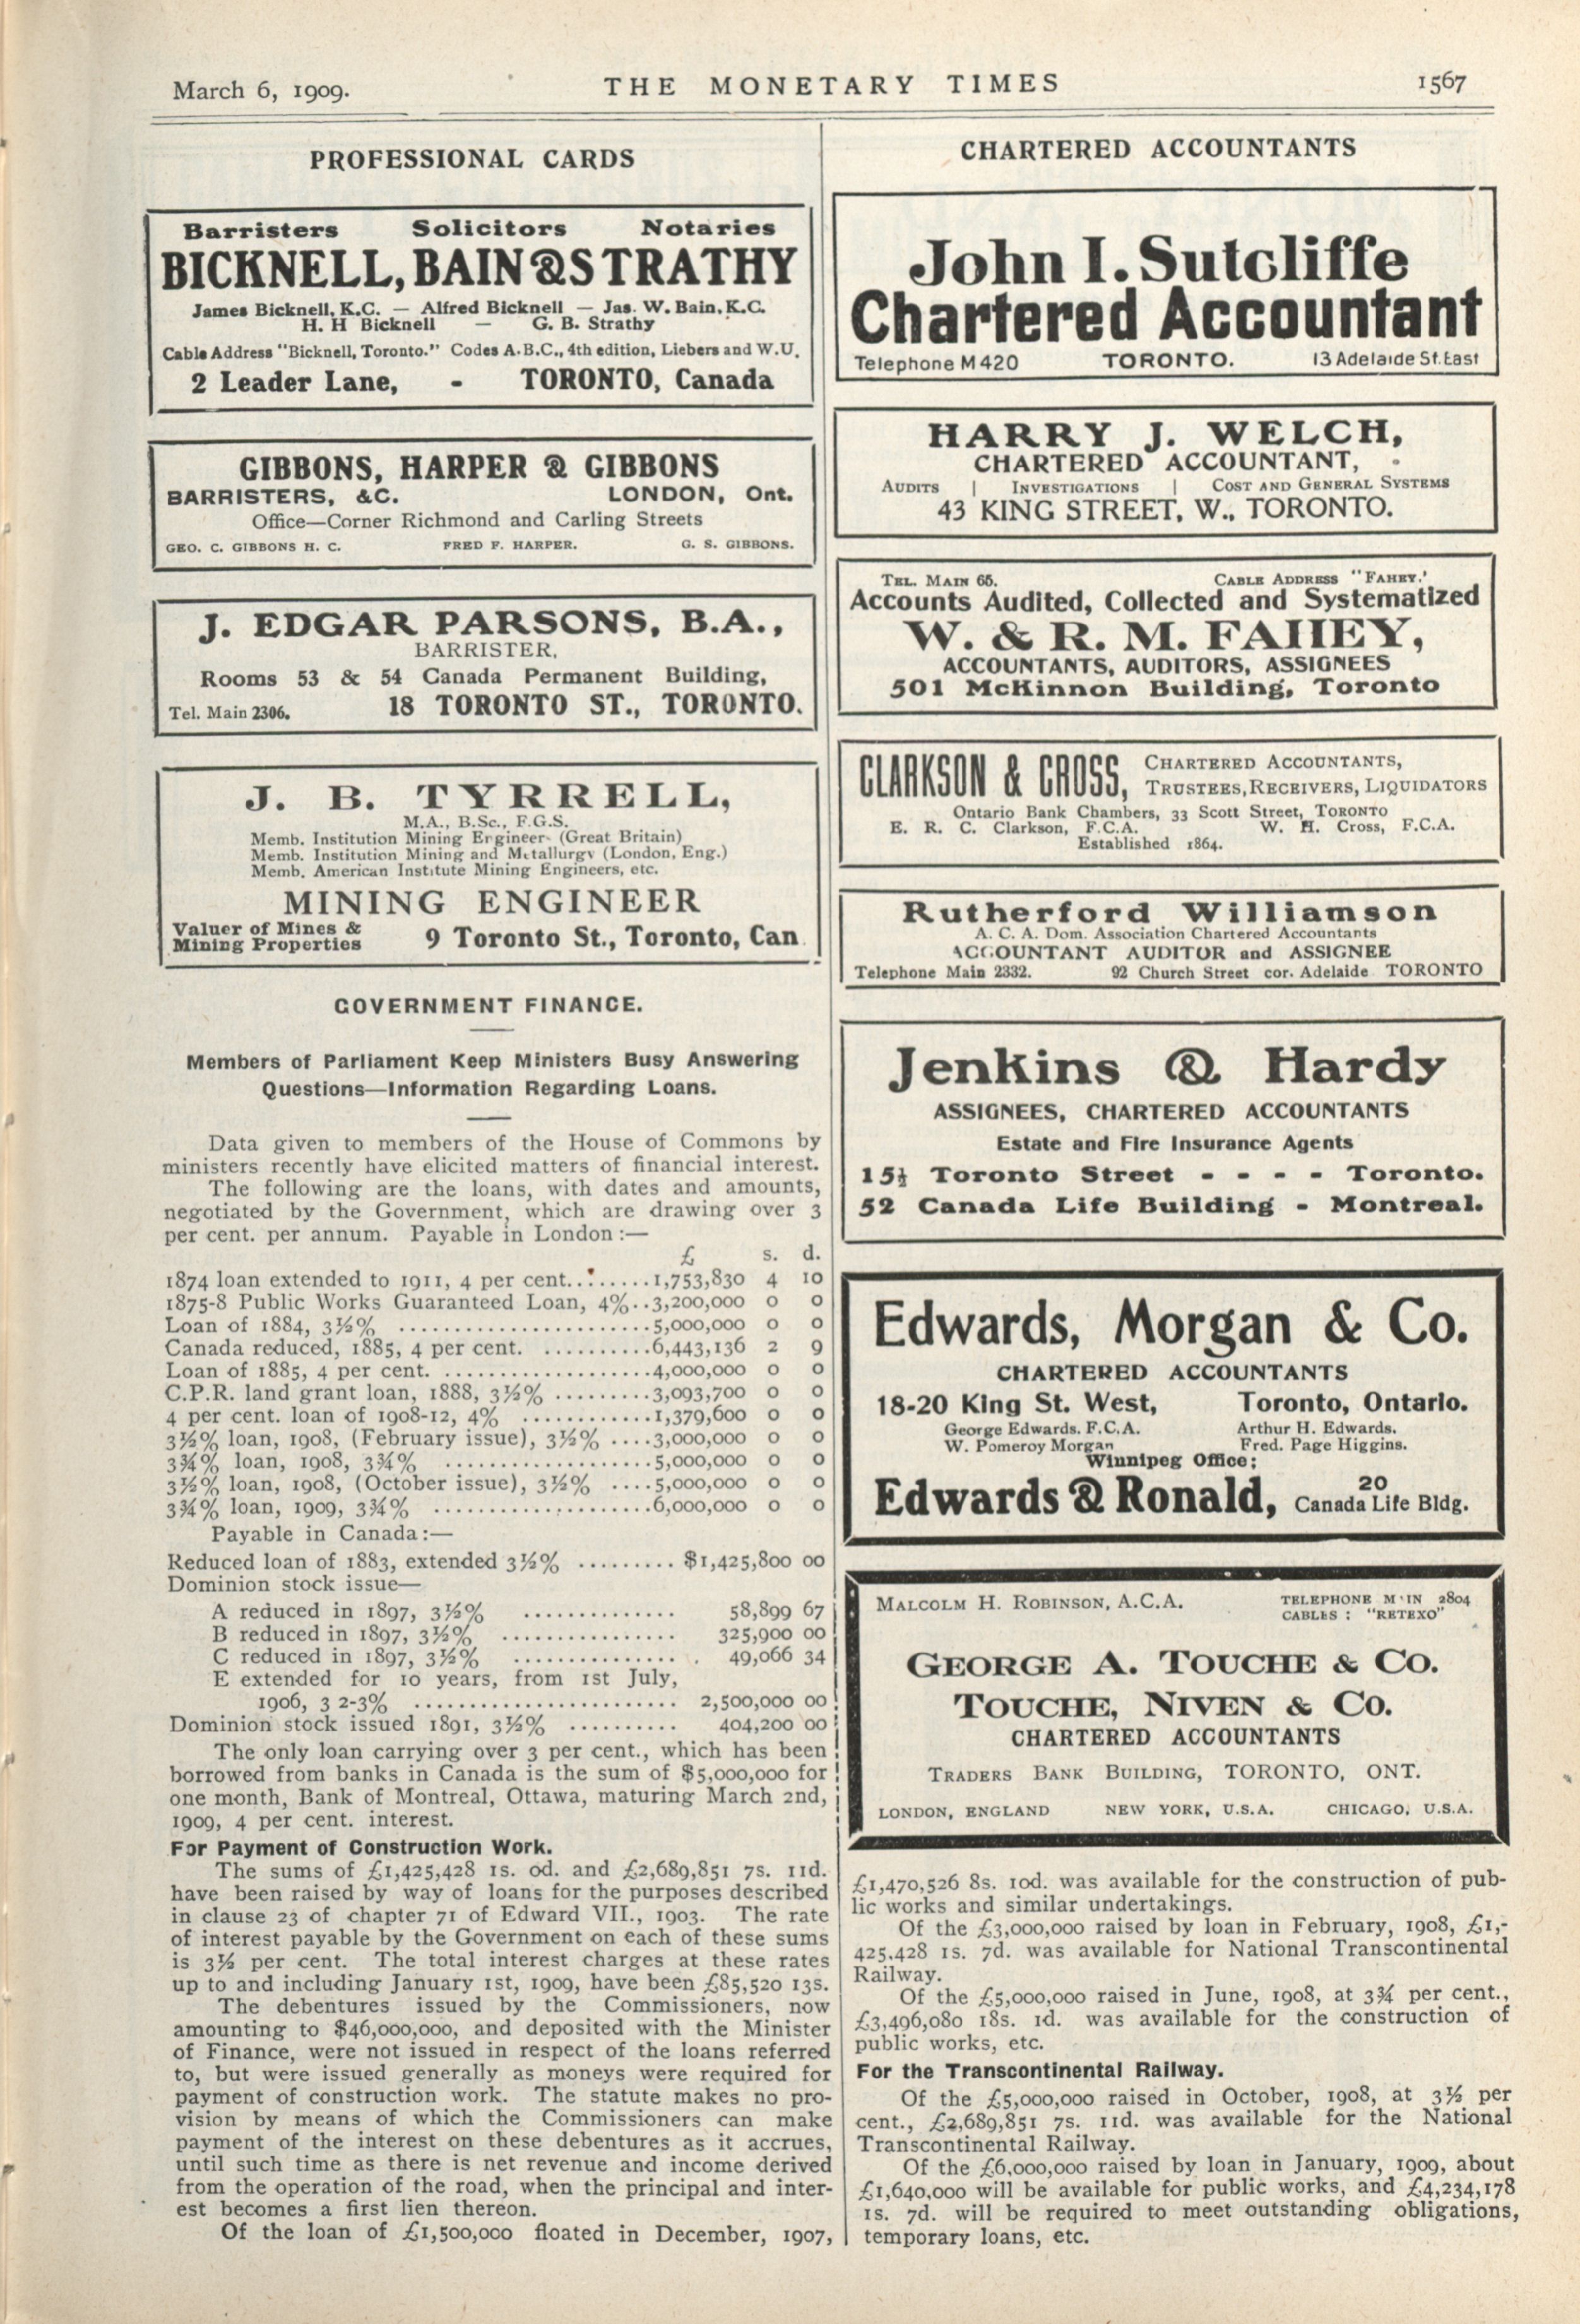 March 6, 1909.
THE MONETARY TIMES
1567
PROFESSIONAL CARDS
Barristers Solicitors Notaries
BICKNELL, BAIN & STRATHY
James Bicknell, K.C. — Alfred Bicknell — Jas. W. Bain, K.C.
H. H Bicknell — G. B. Strathy
Cable Address "Bicknell, Toronto." Codes A.B.C., 4th edition, Liebers and W.U.
2 Leader Lane, - TORONTO, Canada
GIBBONS, HARPER & GIBBONS
BARRISTERS, &C. LONDON, Ont.
Office—Corner Richmond and Carling Streets
GEO. C. GIBBONS H. C. FRED F. HARPER. G. S. GIBBONS.
J. EDGAR PARSONS, B.A.,
BARRISTER,
Rooms 53 & 54 Canada Permanent Building,
Tel. Main 2306. 18 TORONTO ST., TORONTO.
J. B. TYRRELL,
M.A., B.Sc., F.G.S.
Memb. Institution Mining Engineers (Great Britain)
Memb. Institution Mining and Metallurgy (London, Eng.)
Memb. American Institute Mining Engineers, etc.
MINING ENGINEER
Valuer of Mines &
Mining Properties 9 Toronto St., Toronto, Can.
GOVERNMENT FINANCE.
Members of Parliament Keep Ministers Busy Answering
Questions—Information Regarding Loans.
Data given to members of the House of Commons by
ministers recently have elicited matters of financial interest.
The following are the loans, with dates and amounts,
negotiated by the Government, which are drawing over 3
per cent. per annum. Payable in London:—
£ s. d.
1874 loan extended to 1911, 4 per cent.........1,753,830 4 10
1875-8 Public Works Guaranteed Loan, 4%..3,200,000 0 0
Loan of 1884, 3½% ........................5,000,000 0 0
Canada reduced, 1885, 4 per cent. ..........6,443,136 2 9
Loan of 1885, 4 per cent. ...................4,000,000 0 0
C.P.R. land grant loan, 1888, 3½% .........3,093,700 0 0
4 per cent. loan of 1908-12, 4% ............1,379,600 0 0
3½% loan, 1908, (February issue), 3½% ....3,000,000 0 0
3¾% loan, 1908, 3¾% ...................5,000,000 0 0
3½% loan, 1908, (October issue), 3½% ....5,000,000 0 0
3¾% loan, 1909, 3¾% ....................6,000,000 0 0
Payable in Canada:—
Reduced loan of 1883, extended 3½% ......... $1,425,800 00
Dominion stock issue—
A reduced in 1897, 3½% .............. 58,899 67
B reduced in 1897, 3½% ................ 325,900 00
C reduced in 1897, 3½% ............... . 49,066 34
E extended for 10 years, from 1st July,
1906, 3 2-3% ........................ 2,500,000 00
Dominion stock issued 1891, 3½% .......... 404,200 00
The only loan carrying over 3 per cent., which has been
borrowed from banks in Canada is the sum of $5,000,000 for
one month, Bank of Montreal, Ottawa, maturing March 2nd,
1909, 4 per cent. interest.
For Payment of Construction Work.
The sums of £1,425,428 1s. od. and £2,689,851 7s. 11d.
have been raised by way of loans for the purposes described
in clause 23 of chapter 71 of Edward VII., 1903. The rate
of interest payable by the Government on each of these sums
is 3½ per cent. The total interest charges at these rates
up to and including January 1st, 1909, have been £85,520 13s.
The debentures issued by the Commissioners, now
amounting to $46,000,000, and deposited with the Minister
of Finance, were not issued in respect of the loans referred
to, but were issued generally as moneys were required for
payment of construction work. The statute makes no pro-
vision by means of which the Commissioners can make
payment of the interest on these debentures as it accrues,
until such time as there is net revenue and income derived
from the operation of the road, when the principal and inter-
est becomes a first lien thereon.
Of the loan of £1,500,000 floated in December, 1907,
CHARTERED ACCOUNTANTS
John I. Sutcliffe
Chartered Accountant
Telephone M 420 TORONTO. 13 Adelaide St. East
HARRY J. WELCH,
CHARTERED ACCOUNTANT,
AUDITS | INVESTIGATIONS | COST AND GENERAL SYSTEMS
43 KING STREET, W., TORONTO.
TEL. MAIN 65. CABLE ADDRESS "FAHEY."
Accounts Audited, Collected and Systematized
W. & R. M. FAHEY,
ACCOUNTANTS, AUDITORS, ASSIGNEES
501 McKinnon Building, Toronto
CLARKSON & CROSS, CHARTERED ACCOUNTANTS,
TRUSTEES, RECEIVERS, LIQUIDATORS
Ontario Bank Chambers, 33 Scott Street, TORONTO
E. R. C. Clarkson, F.C.A. W. H. Cross, F.C.A.
Established 1864.
Rutherford Williamson
A. C. A. Dom. Association Chartered Accountants
ACCOUNTANT AUDITOR and ASSIGNEE
Telephone Main 2332. 92 Church Street cor. Adelaide TORONTO
Jenkins & Hardy
ASSIGNEES, CHARTERED ACCOUNTANTS
Estate and Fire Insurance Agents
15½ Toronto Street - - - - Toronto.
52 Canada Life Building - Montreal.
Edwards, Morgan & Co.
CHARTERED ACCOUNTANTS
18-20 King St. West, Toronto, Ontario.
George Edwards. F.C.A. Arthur H. Edwards.
W. Pomeroy Morgan Fred. Page Higgins.
Winnipeg Office:
Edwards & Ronald, 20 Canada Life Bldg.
MALCOLM H. ROBINSON, A.C.A. TELEPHONE MAIN 2804
CABLES: "RETEXO"
GEORGE A. TOUCHE & CO.
TOUCHE, NIVEN & CO.
CHARTERED ACCOUNTANTS
TRADERS BANK BUILDING, TORONTO, ONT.
LONDON, ENGLAND NEW YORK, U.S.A. CHICAGO, U.S.A.
£1,470,526 8s. 10d. was available for the construction of pub-
lic works and similar undertakings.
Of the £3,000,000 raised by loan in February, 1908, £1,-
425,428 1s. 7d. was available for National Transcontinental
Railway.
Of the £5,000,000 raised in June, 1908, at 3¾ per cent.,
£3,496,080 18s. 1d. was available for the construction of
public works, etc.
For the Transcontinental Railway.
Of the £5,000,000 raised in October, 1908, at 3½ per
cent., £2,689,851 7s. 11d. was available for the National
Transcontinental Railway.
Of the £6,000,000 raised by loan in January, 1909, about
£1,640,000 will be available for public works, and £4,234,178
1s. 7d. will be required to meet outstanding obligations,
temporary loans, etc.